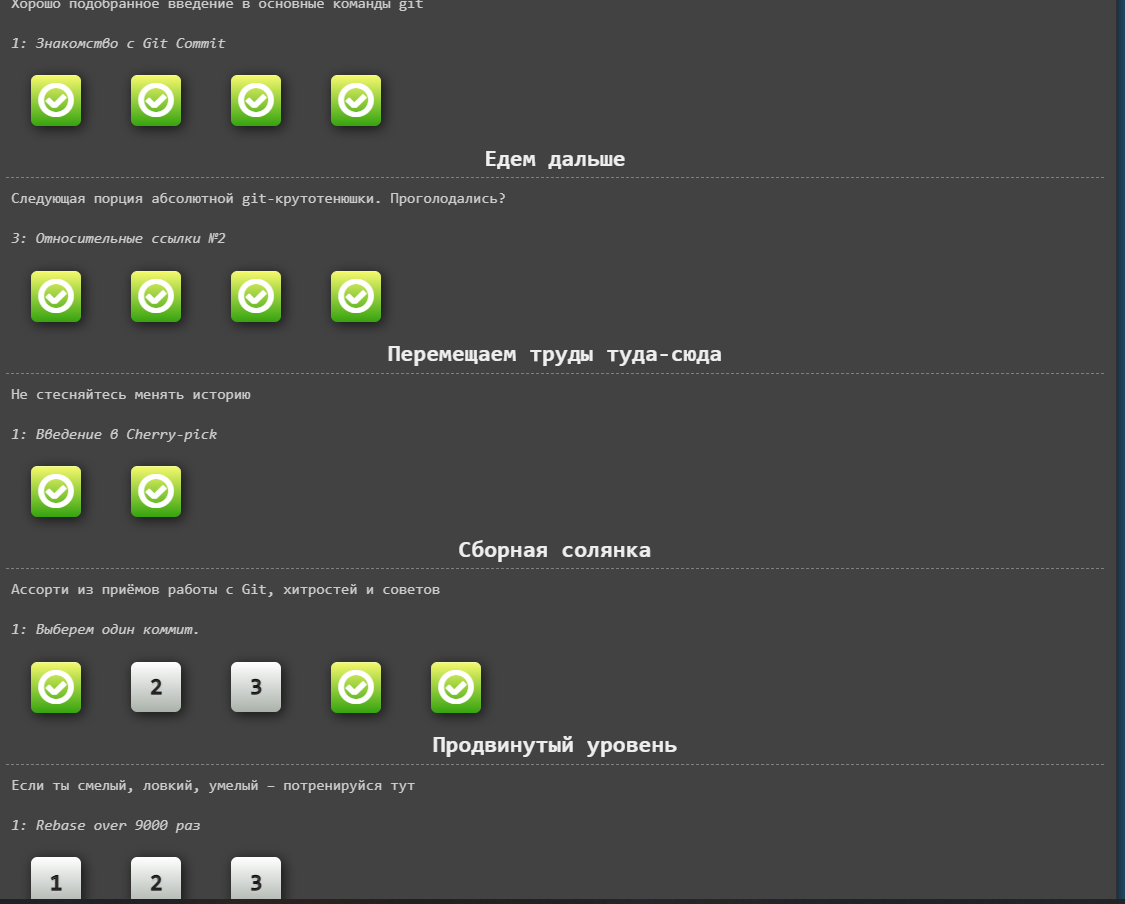 Хорошо подобранное введение в основные команды git
1: Знакомство с Git Commit
Едем дальше
Следующая порция абсолютной git-крутотенюшки. Проголодались?
3: Относительные ссылки №2
Перемещаем труды туда-сюда
Не стесняйтесь менять историю
1: Введение в Cherry-pick
Сборная солянка
Ассорти из приёмов работы с Git, хитростей и советов
1: Выберем один коммит.
2 3
Продвинутый уровень
Если ты смелый, ловкий, умелый – потренируйся тут
1: Rebase over 9000 раз
1 2 3